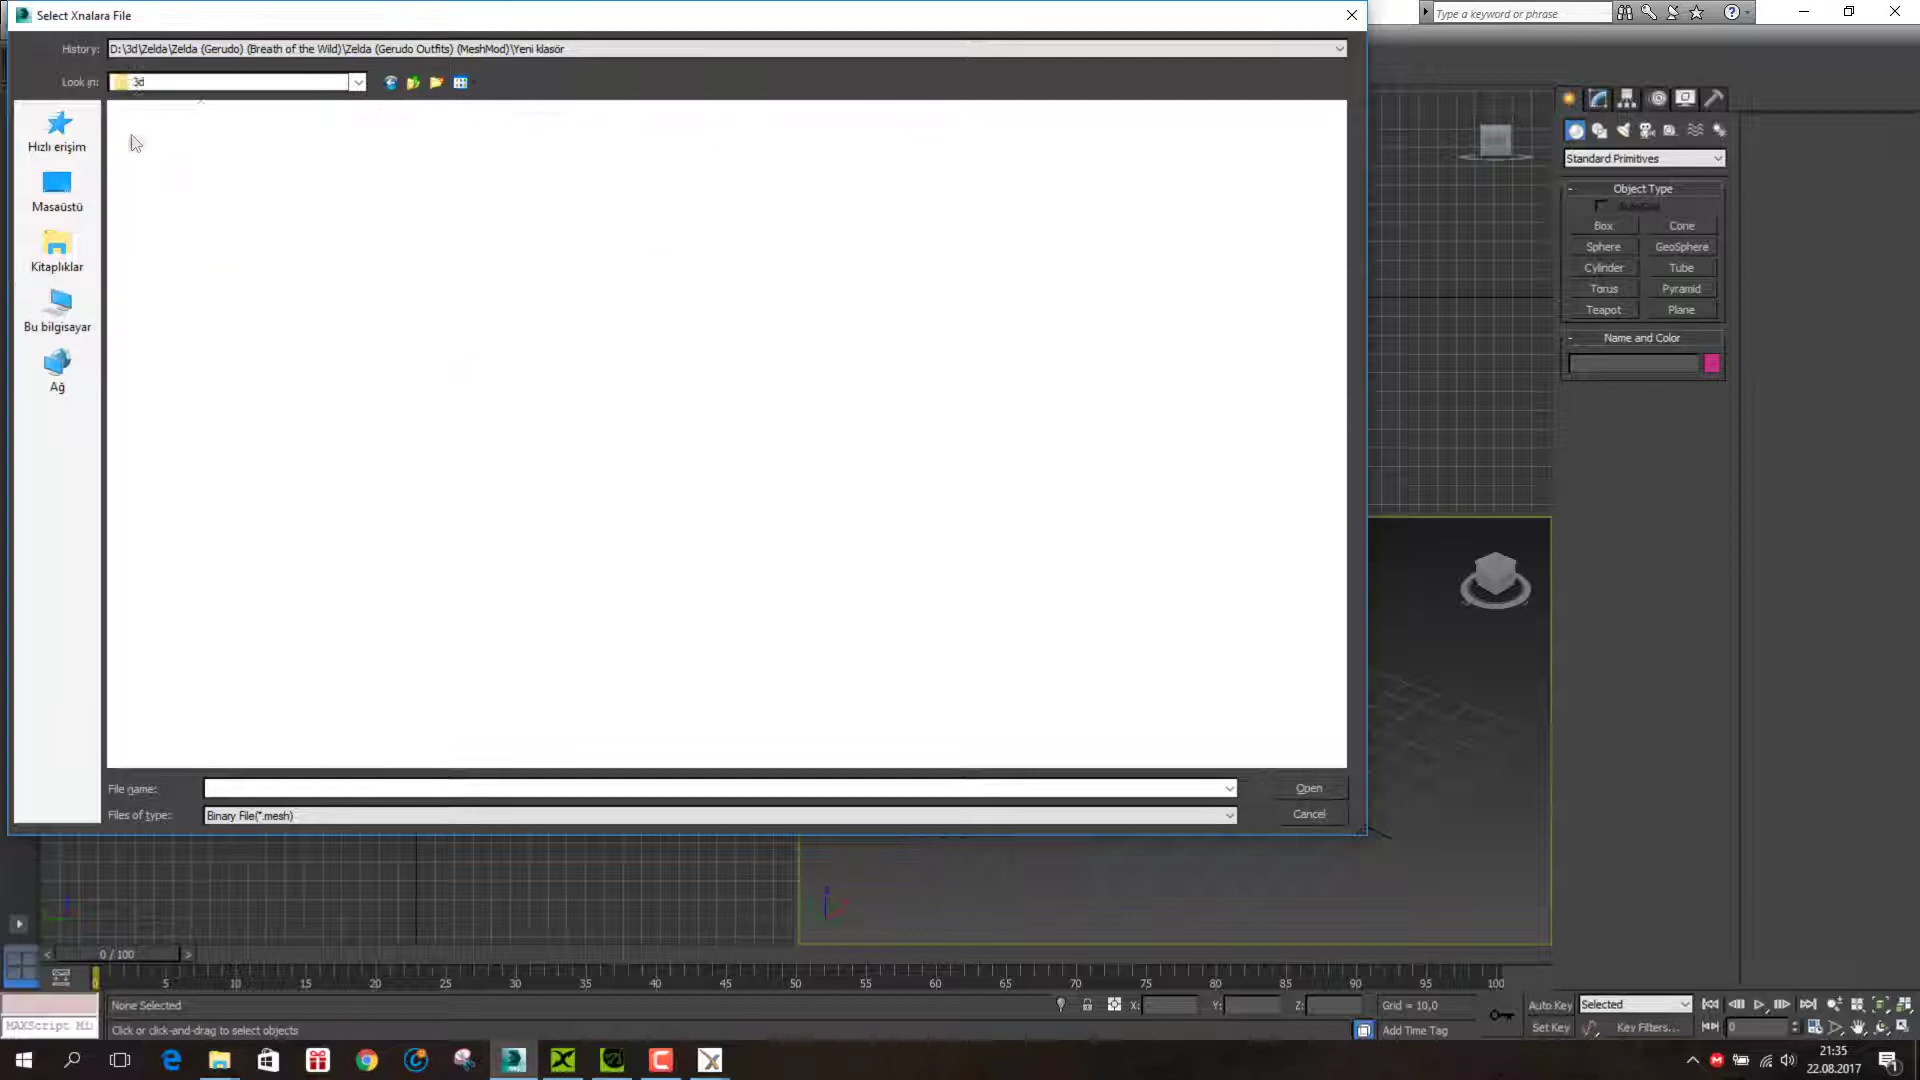 Select Xnalara File
Type a keyword or phrase
History:
D:\3d\Zelda\Zelda (Gerudo) (Breath of the Wild)\Zelda (Gerudo Outfits) (MeshMod)\Yeni klasör
Look in:
3d
Hızlı erişim
Masaüstü
Kitaplıklar
Bu bilgisayar
Ağ
File name:
Open
Files of type:
Binary File(*.mesh)
Cancel
Standard Primitives
Object Type
AutoGrid
Box
Cone
Sphere
GeoSphere
Cylinder
Tube
Torus
Pyramid
Teapot
Plane
Name and Color
0 / 100
5 10 15 20 25 30 35 40 45 50 55 60 65 70 75 80 85 90 95 100
None Selected
X:
Y:
Z:
Grid = 10,0
Auto Key
Selected
MAXScript Mi
Click or click-and-drag to select objects
Add Time Tag
Set Key
Key Filters...
0
21:35
22.08.2017